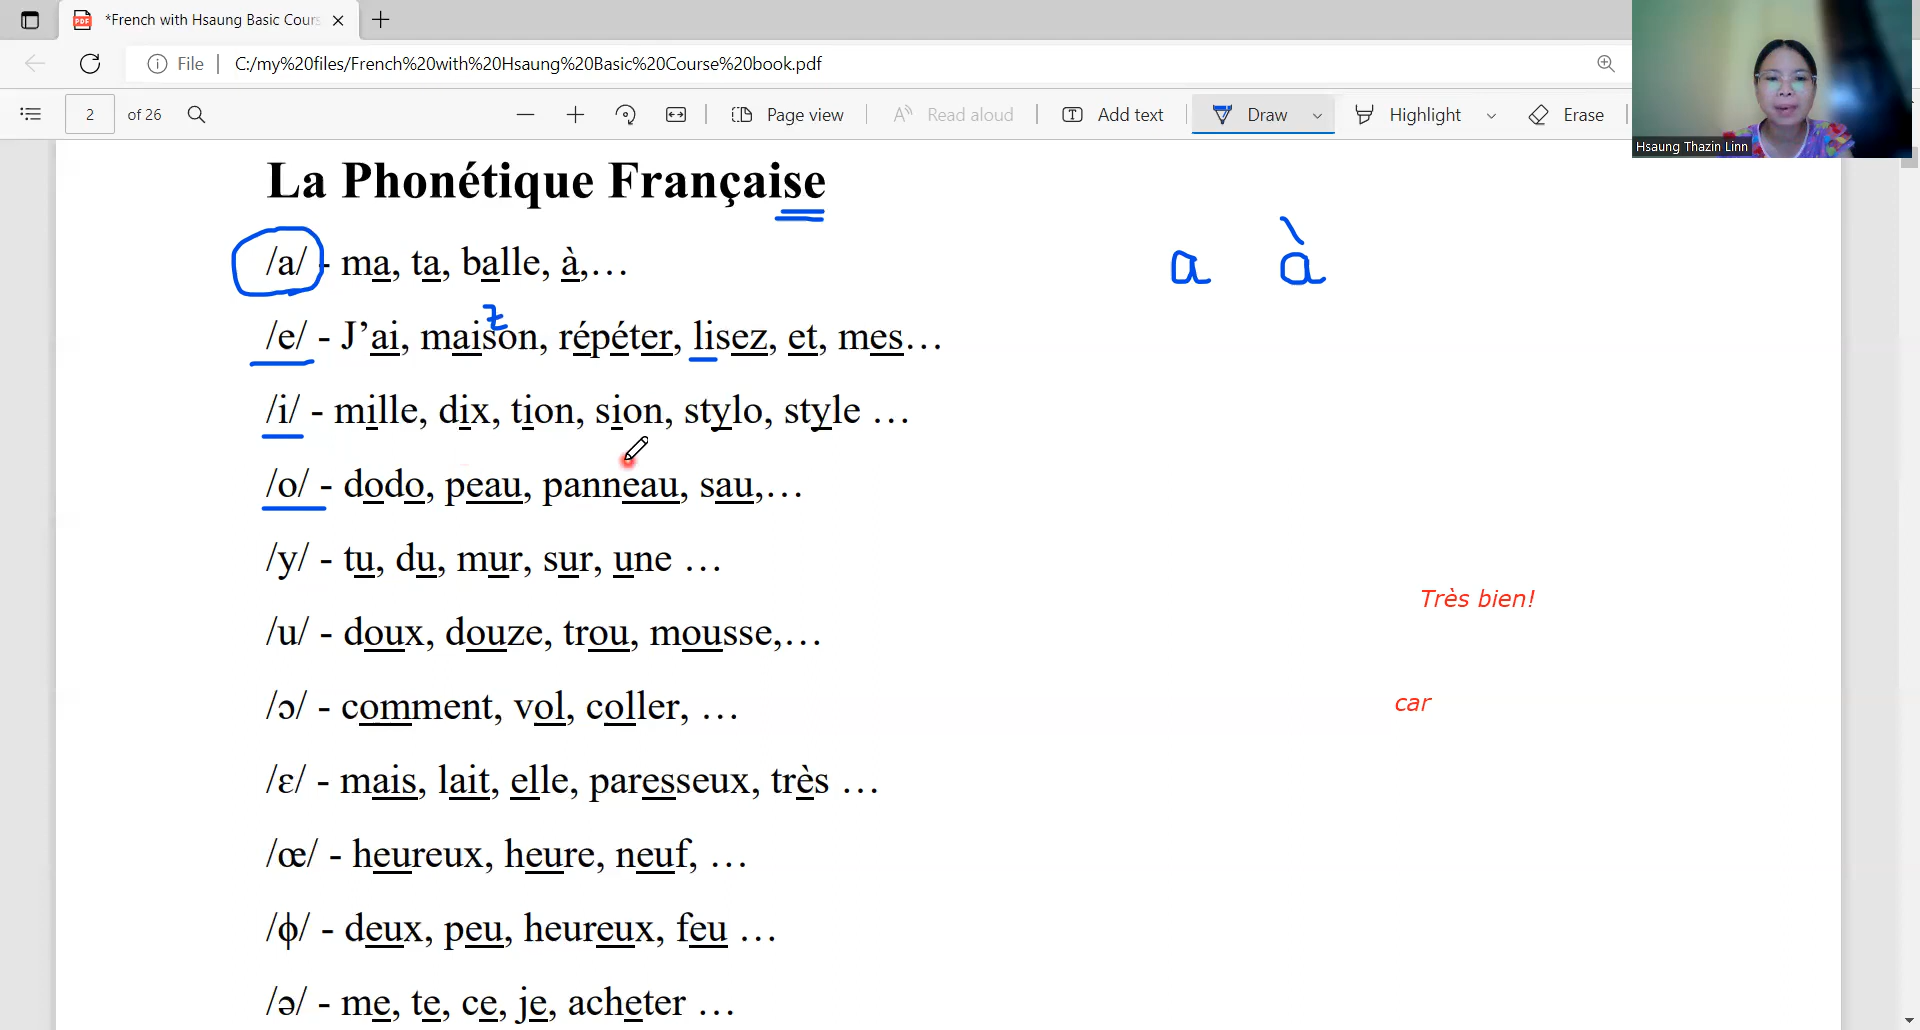 *French with Hsaung Basic Cours
File C:/my%20files/French%20with%20Hsaung%20Basic%20Course%20book.pdf
2 of 26 Page view Read aloud Add text Draw Highlight Erase
Hsaung Thazin Linn
La Phonétique Française
/a/ - ma, ta, balle, à,… a à
z
/e/ - J’ai, maison, répéter, lisez, et, mes…
/i/ - mille, dix, tion, sion, stylo, style …
/o/ - dodo, peau, panneau, sau,…
/y/ - tu, du, mur, sur, une …
Très bien!
/u/ - doux, douze, trou, mousse,…
/ɔ/ - comment, vol, coller, … car
/ɛ/ - mais, lait, elle, paresseux, très …
/œ/ - heureux, heure, neuf, …
/ɸ/ - deux, peu, heureux, feu …
/ə/ - me, te, ce, je, acheter …